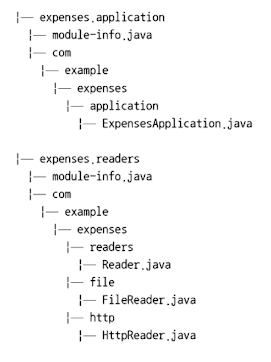 ├─ expenses.application
├─ module-info.java
├─ com
├─ example
├─ expenses
├─ application
├─ ExpensesApplication.java
├─ expenses.readers
├─ module-info.java
├─ com
├─ example
├─ expenses
├─ readers
├─ Reader.java
├─ file
├─ FileReader.java
├─ http
├─ HttpReader.java